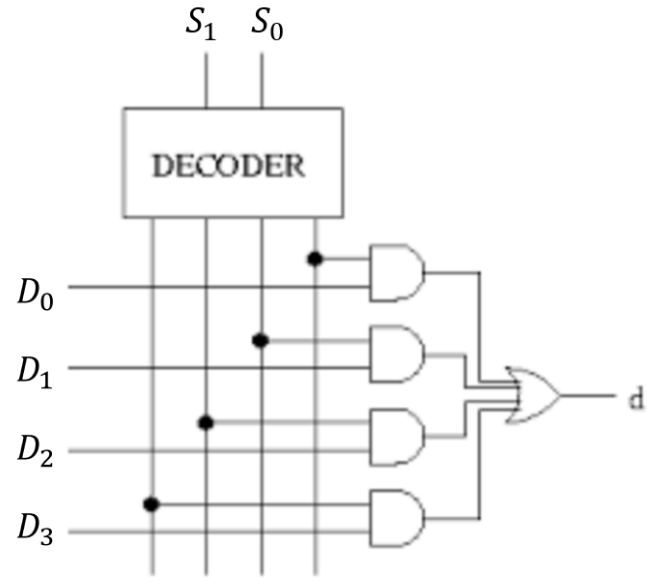 S₁ S₀
DECODER
D₀
D₁
D₂
D₃
d